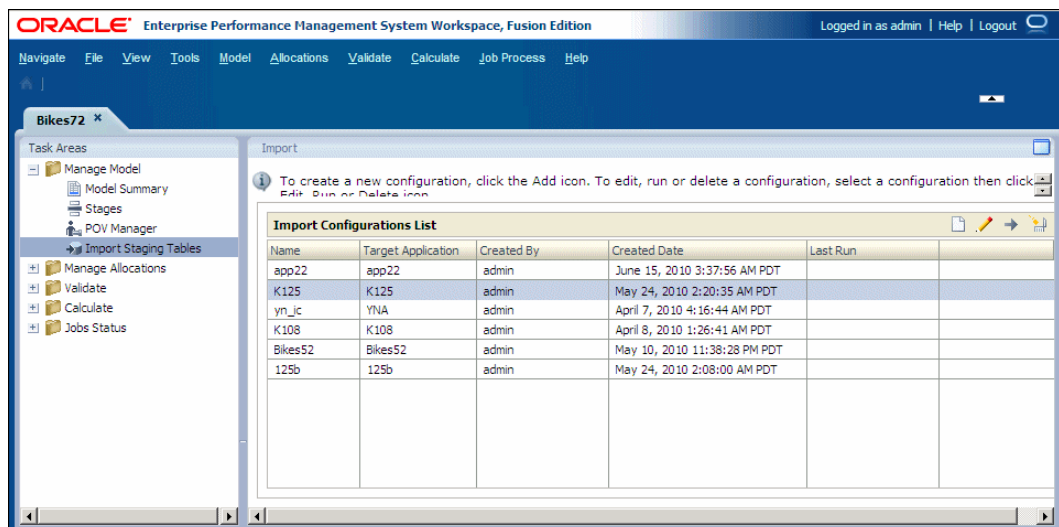 ORACLE Enterprise Performance Management System Workspace, Fusion Edition
Logged in as admin | Help | Logout
Navigate File View Tools Model Allocations Validate Calculate Job Process Help
Bikes72 ×
Task Areas
Manage Model
Model Summary
Stages
POV Manager
Import Staging Tables
Manage Allocations
Validate
Calculate
Jobs Status
Import
To create a new configuration, click the Add icon. To edit, run or delete a configuration, select a configuration then click
Edit, Run or Delete icon
Import Configurations List
Name Target Application Created By Created Date Last Run
app22 app22 admin June 15, 2010 3:37:56 AM PDT
K125 K125 admin May 24, 2010 2:20:35 AM PDT
yn_ic YNA admin April 7, 2010 4:16:44 AM PDT
K108 K108 admin April 8, 2010 1:26:41 AM PDT
Bikes52 Bikes52 admin May 10, 2010 11:38:28 PM PDT
125b 125b admin May 24, 2010 2:08:00 AM PDT